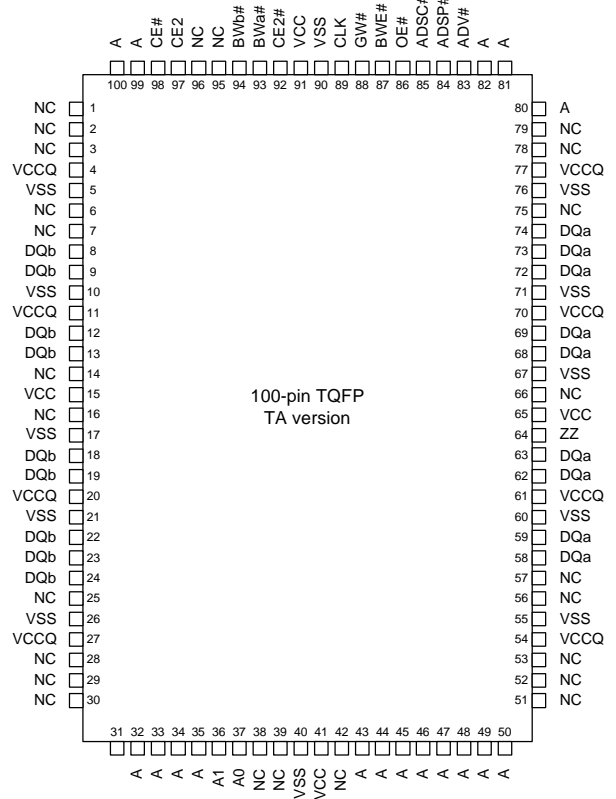 A A CE# CE2 NC NC BWb# BWa# CE2# VCC VSS CLK GW# BWE# OE# ADSC# ADSP# ADV# A A
100 99 98 97 96 95 94 93 92 91 90 89 88 87 86 85 84 83 82 81
NC 1 80 A
NC 2 79 NC
NC 3 78 NC
VCCQ 4 77 VCCQ
VSS 5 76 VSS
NC 6 75 NC
NC 7 74 DQa
DQb 8 73 DQa
DQb 9 72 DQa
VSS 10 71 VSS
VCCQ 11 70 VCCQ
DQb 12 69 DQa
DQb 13 68 DQa
NC 14 67 VSS
VCC 15 66 NC
NC 16 65 VCC
VSS 17 64 ZZ
DQb 18 63 DQa
DQb 19 62 DQa
VCCQ 20 61 VCCQ
VSS 21 60 VSS
DQb 22 59 DQa
DQb 23 58 DQa
DQb 24 57 NC
NC 25 56 NC
VSS 26 55 VSS
VCCQ 27 54 VCCQ
NC 28 53 NC
NC 29 52 NC
NC 30 51 NC
100-pin TQFP
TA version
31 32 33 34 35 36 37 38 39 40 41 42 43 44 45 46 47 48 49 50
A A A A A1 A0 NC NC VSS VCC NC A A A A A A A A